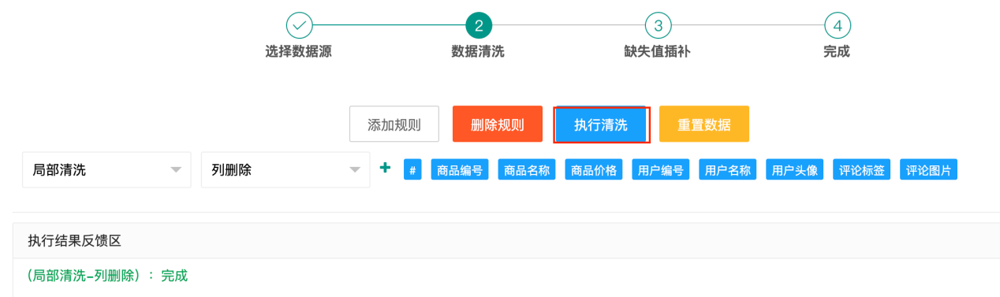 2 3 4
选择数据源 数据清洗 缺失值插补 完成
添加规则 删除规则 执行清洗 重置数据
局部清洗 列删除 + # 商品编号 商品名称 商品价格 用户编号 用户名称 用户头像 评论标签 评论图片
执行结果反馈区
(局部清洗-列删除) : 完成